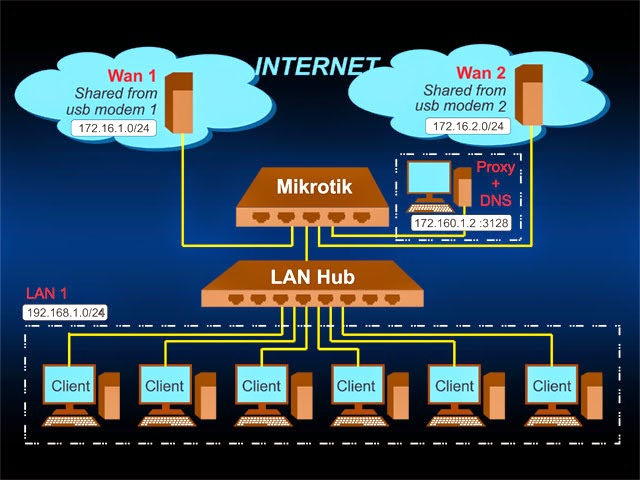 INTERNET
Wan 1
Shared from
usb modem 1
172.16.1.0/24
Wan 2
Shared from
usb modem 2
172.16.2.0/24
Mikrotik
Proxy
+
DNS
172.160.1.2 :3128
LAN Hub
LAN 1
192.168.1.0/24
Client
Client
Client
Client
Client
Client